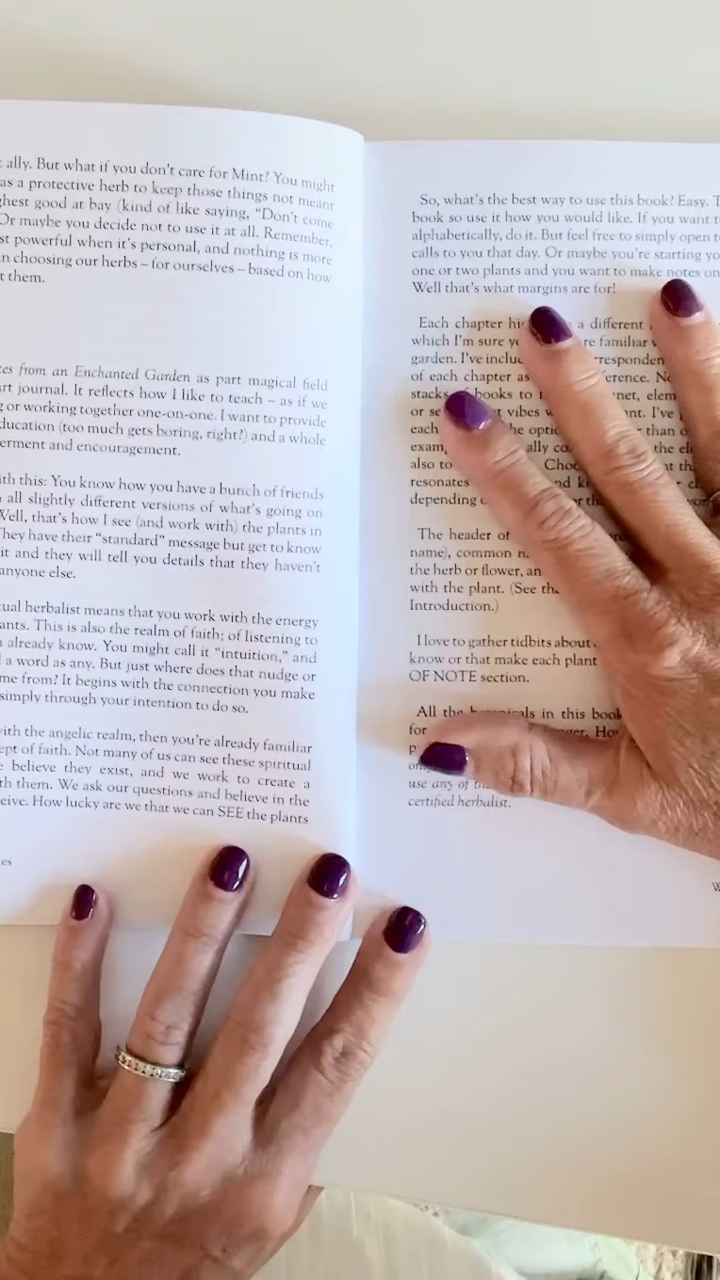 ally. But what if you don't care for Mint? You might
as a protective herb to keep those things not meant
ghest good at bay (kind of like saying, "Don't come
Or maybe you decide not to use it at all. Remember,
st powerful when it's personal, and nothing is more
n choosing our herbs – for ourselves – based on how
t them.
es from an Enchanted Garden as part magical field
art journal. It reflects how I like to teach – as if we
g or working together one-on-one. I want to provide
ducation (too much gets boring, right?) and a whole
erment and encouragement.
ith this: You know how you have a bunch of friends
all slightly different versions of what's going on
Well, that's how I see (and work with) the plants in
They have their "standard" message but get to know
it and they will tell you details that they haven't
anyone else.
ual herbalist means that you work with the energy
ants. This is also the realm of faith; of listening to
already know. You might call it "intuition," and
a word as any. But just where does that nudge or
me from? It begins with the connection you make
simply through your intention to do so.
with the angelic realm, then you're already familiar
ept of faith. Not many of us can see these spiritual
believe they exist, and we work to create a
th them. We ask our questions and believe in the
ceive. How lucky are we that we can SEE the plants
es
So, what's the best way to use this book? Easy. T
book so use it how you would like. If you want t
alphabetically, do it. But feel free to simply open to
calls to you that day. Or maybe you're starting yo
one or two plants and you want to make notes on
Well that's what margins are for!
Each chapter hi a different
which I'm sure y re familiar
garden. I've inclu rresponden
of each chapter as erence. No
stacks books to net, elem
or se vibes w nt. I've
each he optio than o
exam ally co the el
also to Choo at th
resonates nd k
depending or th
The header of
name), common n
the herb or flower, an
with the plant. (See th
Introduction.)
I love to gather tidbits about
know or that make each plant
OF NOTE section.
All the botanicals in this book
for Ho
p
on
use any of th
certified herbalist.
W